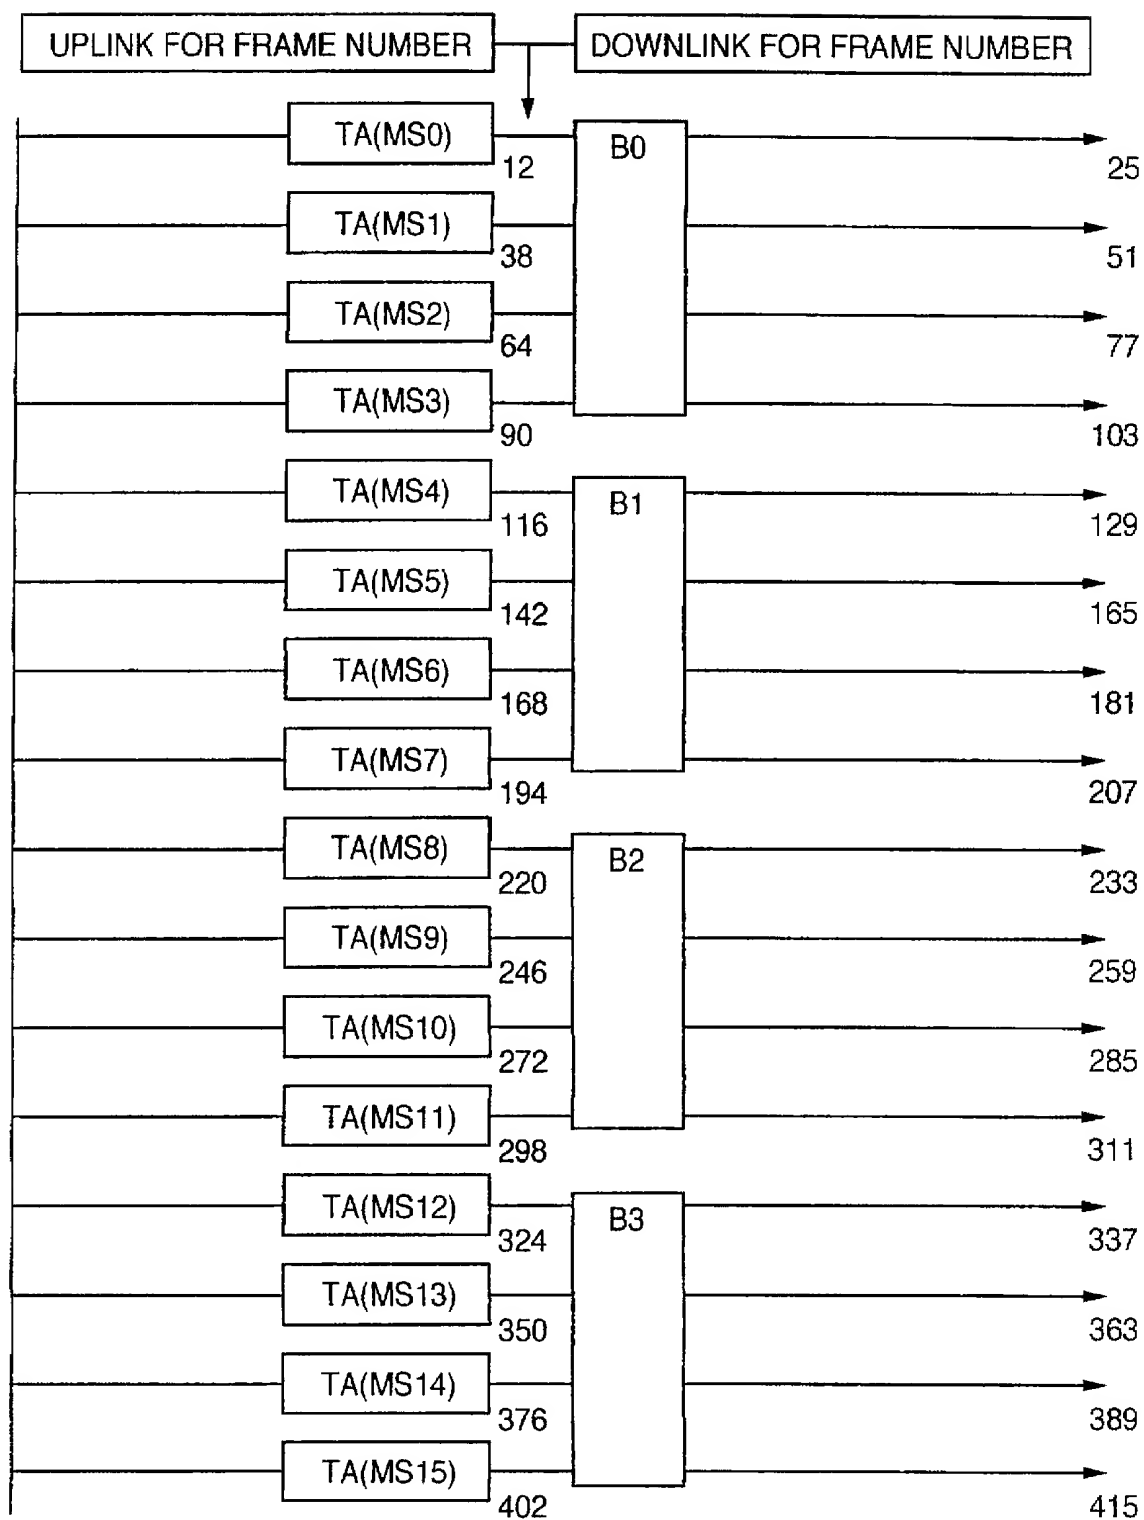 UPLINK FOR FRAME NUMBER DOWNLINK FOR FRAME NUMBER
TA(MS0) B0
12 25
TA(MS1)
38 51
TA(MS2)
64 77
TA(MS3)
90 103
TA(MS4) B1
116 129
TA(MS5)
142 165
TA(MS6)
168 181
TA(MS7)
194 207
TA(MS8) B2
220 233
TA(MS9)
246 259
TA(MS10)
272 285
TA(MS11)
298 311
TA(MS12) B3
324 337
TA(MS13)
350 363
TA(MS14)
376 389
TA(MS15)
402 415